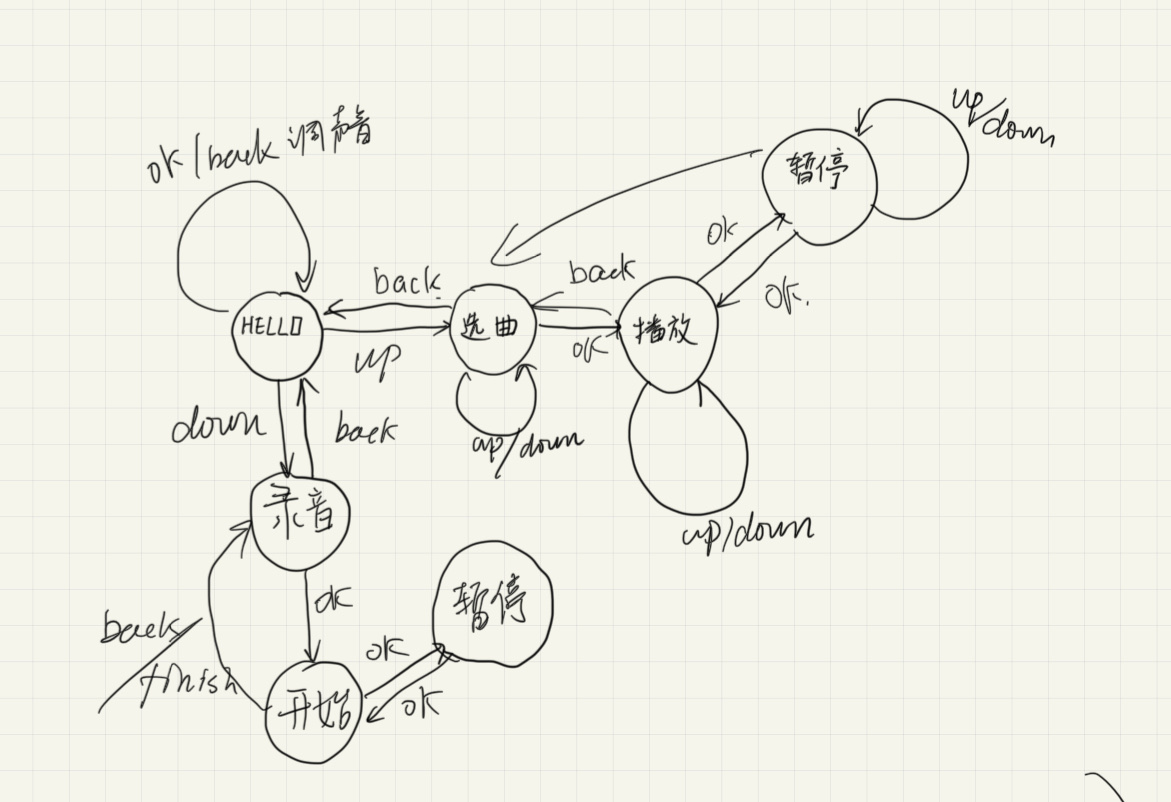 up/down
ok/back 调声音
暂停
ok
back
back
ok.
HELLO
选曲
播放
up
ok
down
back
up/down
录音
up/down
ok
暂停
back/finish
ok
开始
ok